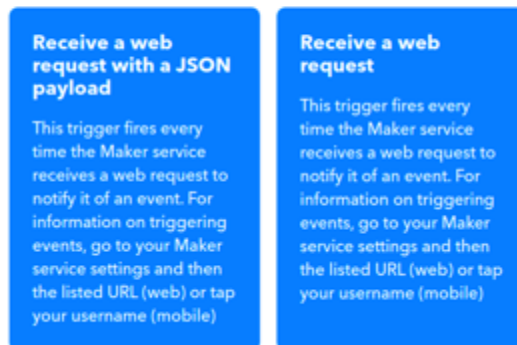 Receive a web
request with a JSON
payload
This trigger fires every
time the Maker service
receives a web request to
notify it of an event. For
information on triggering
events, go to your Maker
service settings and then
the listed URL (web) or tap
your username (mobile)
Receive a web
request
This trigger fires every
time the Maker service
receives a web request to
notify it of an event. For
information on triggering
events, go to your Maker
service settings and then
the listed URL (web) or tap
your username (mobile)